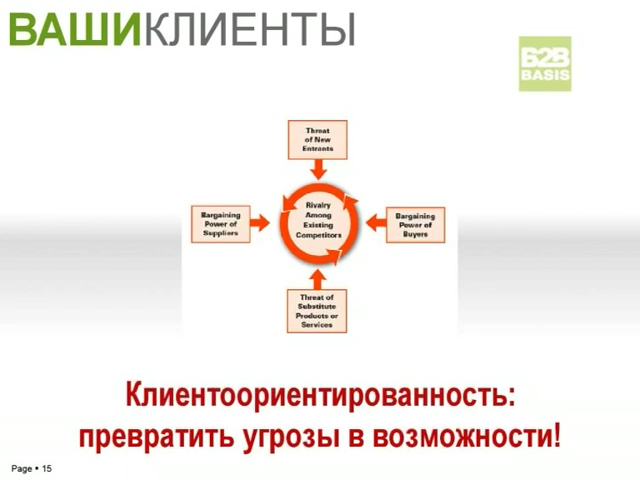 ВАШИКЛИЕНТЫ
Б2B
BASIS
Threat
of New
Entrants
Bargaining
Power of
Suppliers
Rivalry
Among
Existing
Competitors
Bargaining
Power of
Buyers
Threat of
Substitute
Products or
Services
Клиентоориентированность:
превратить угрозы в возможности!
Page • 15